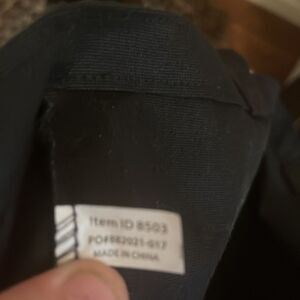 Item ID 8503
PO#882021-017
MADE IN CHINA